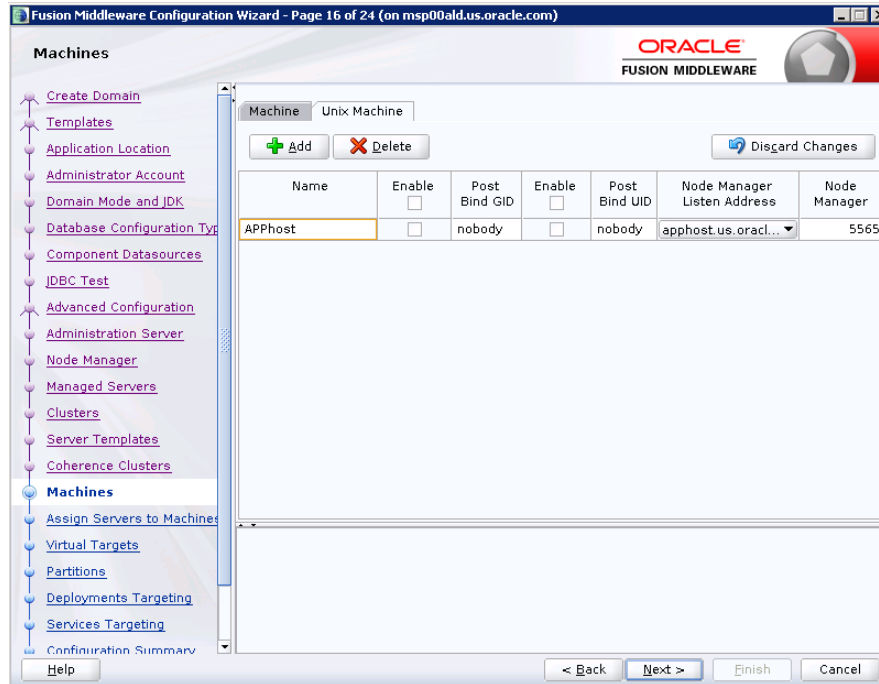 Fusion Middleware Configuration Wizard - Page 16 of 24 (on msp00ald.us.oracle.com)
Machines
ORACLE
FUSION MIDDLEWARE
Create Domain
Templates
Application Location
Administrator Account
Domain Mode and JDK
Database Configuration Typ
Component Datasources
JDBC Test
Advanced Configuration
Administration Server
Node Manager
Managed Servers
Clusters
Server Templates
Coherence Clusters
Machines
Assign Servers to Machines
Virtual Targets
Partitions
Deployments Targeting
Services Targeting
Configuration Summary
Machine Unix Machine
Add Delete Discard Changes
Name Enable Post Bind GID Enable Post Bind UID Node Manager Listen Address Node Manager
APPhost nobody nobody apphost.us.oracl... 5565
Help < Back Next > Finish Cancel